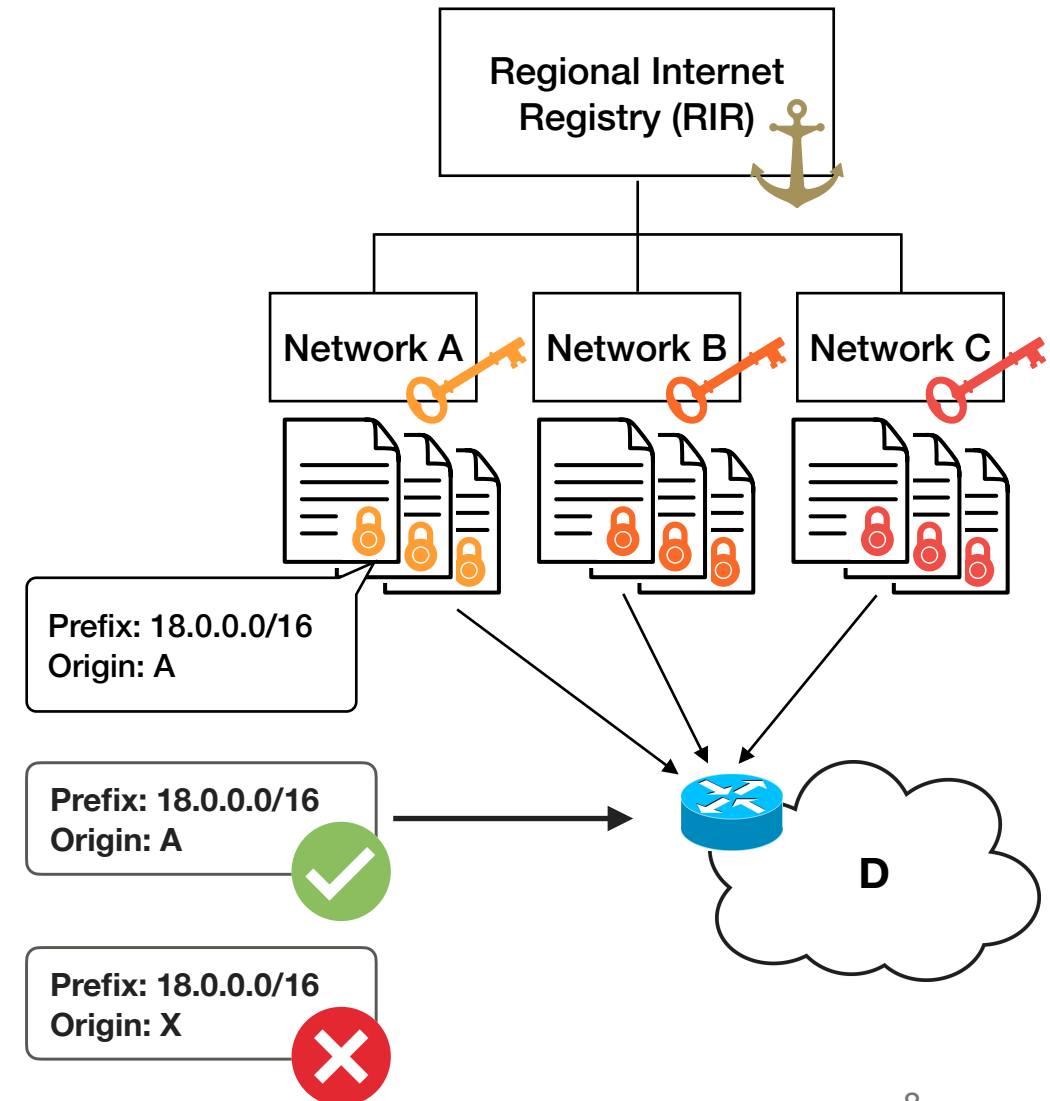 Regional Internet
Registry (RIR)
Network A
Network B
Network C
Prefix: 18.0.0.0/16
Origin: A
Prefix: 18.0.0.0/16
Origin: A
D
Prefix: 18.0.0.0/16
Origin: X